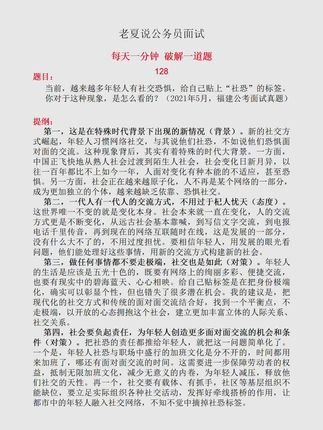 老夏说公务员面试
每天一分钟 破解一道题
128
题目：
当前，越来越多年轻人有社交恐惧，给自己贴上“社恐”的标签。
你对于这种现象，是怎么看的？（2021年5月，福建公考面试真题）
提纲：
第一，这是在特殊时代背景下出现的新情况（背景）。新的社交方
式崛起，年轻人习惯网络社交，与其说他们社恐，不如说他们恐惧面
对面的交流。这种现象背后，其实有着特殊的时代大背景。一方面，
中国正飞快地从熟人社会过渡到陌生人社会，社会变化日新月异，以
往一百年都比不上如今一年，人面对变化有种本能的不适应，甚至恐
惧。另一方面，社会正在越来越原子化，人不再是某个网络的一部分，
成为更加独立的个体，越来越缺乏依靠、恐惧社交。
第二，一代人有一代人的交流方式，不用过于杞人忧天（态度）。
这世界唯一不变的就是变化本身。社会本来就一直在变化，人的交流
方式更是不断变化，从远古社会基本靠喊，到写信文字交流，到电报
电话千里传音，再到现在的网络互联随时在线，这是发展的一部分，
没有什么大不了的，不用过度担忧。要相信年轻人，用发展的眼光看
问题，他们能处理好这些事情，用新的交流方式构建新的社会。
第三，做任何事情都不要走极端，社交也是如此（对策）。年轻人
的生活是应该是五光十色的，既要有网络上的绚丽多彩、便捷交流，
也要有现实中的碧海蓝天、心心相映。给自己贴标签是在把身份极端
化，确实可以彰显个性，但也错失了很多潜在机会。我的建议是，把
现代化的社交方式和传统的面对面交流结合好，找到一个平衡点，不
走极端，以开放的心态拥抱这个社会，建立更加丰富立体的人际关系、
社交关系。
第四，社会要负起责任，为年轻人创造更多面对面交流的机会和条
件（对策）。把社恐的责任都推给年轻人，就把这一问题简单化了。
一个是，年轻人社恐与职场中盛行的加班文化是分不开的，时间都用
来加班了，哪还有面对面交流的时间。这需要进一步保障劳动者的权
益，抵制无限加班文化，减少无意义的内卷，为年轻人减压，释放他
们社交的天性。再一个，社交要有载体、有抓手，社区等基层组织不
能缺位，要立足实际组织各种社交活动，发挥好牵线搭桥的作用，让
都市中的年轻人融入社交网络，不知不觉中摘掉社恐标签。